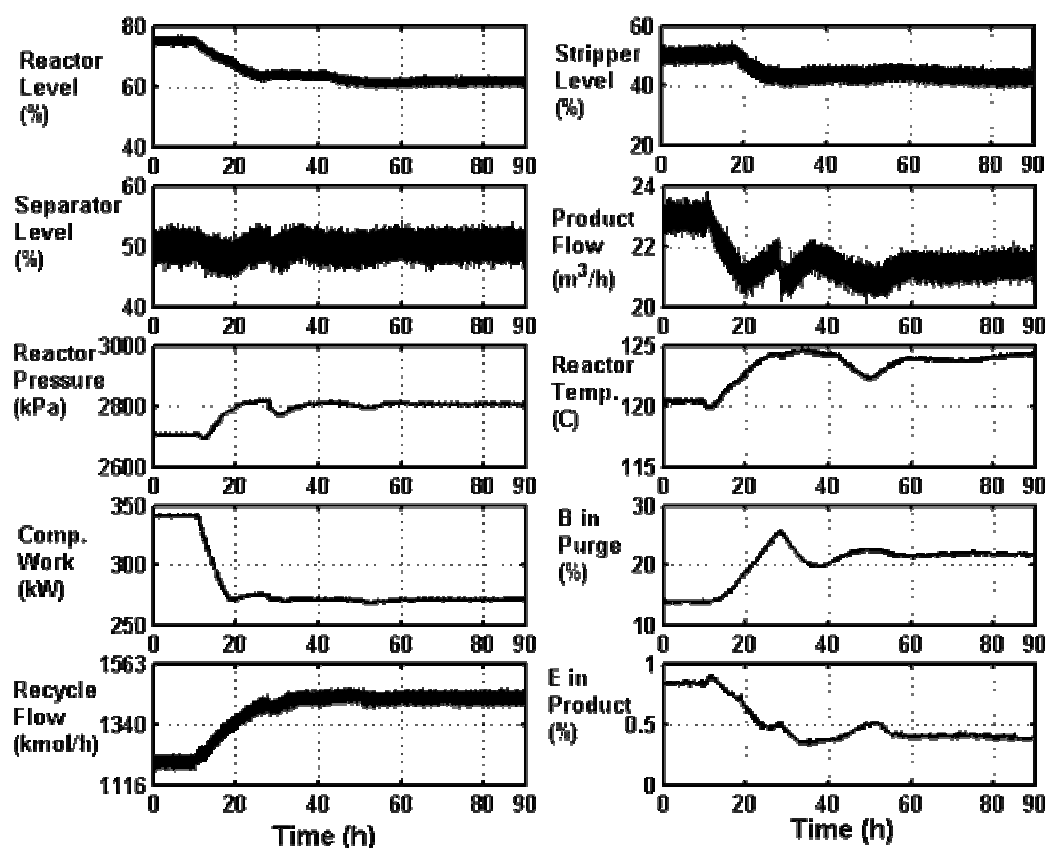 80
Reactor
Level
(%)
60
40
0 20 40 60 80 90
60
Stripper
Level
(%)
40
20
0 20 40 60 80 90
60
Separator
Level
(%)
50
40
0 20 40 60 80 90
24
Product
Flow
(m³/h)
22
20
0 20 40 60 80 90
3000
Reactor
Pressure
(kPa)
2800
2600
0 20 40 60 80 90
125
Reactor
Temp.
(C)
120
115
0 20 40 60 80 90
350
Comp.
Work
(kW)
300
250
0 20 40 60 80 90
30
B in
Purge
(%)
20
10
0 20 40 60 80 90
1563
Recycle
Flow
(kmol/h)
1340
1116
0 20 40 60 80 90
Time (h)
1
E in
Product
(%)
0.5
0
0 20 40 60 80 90
Time (h)